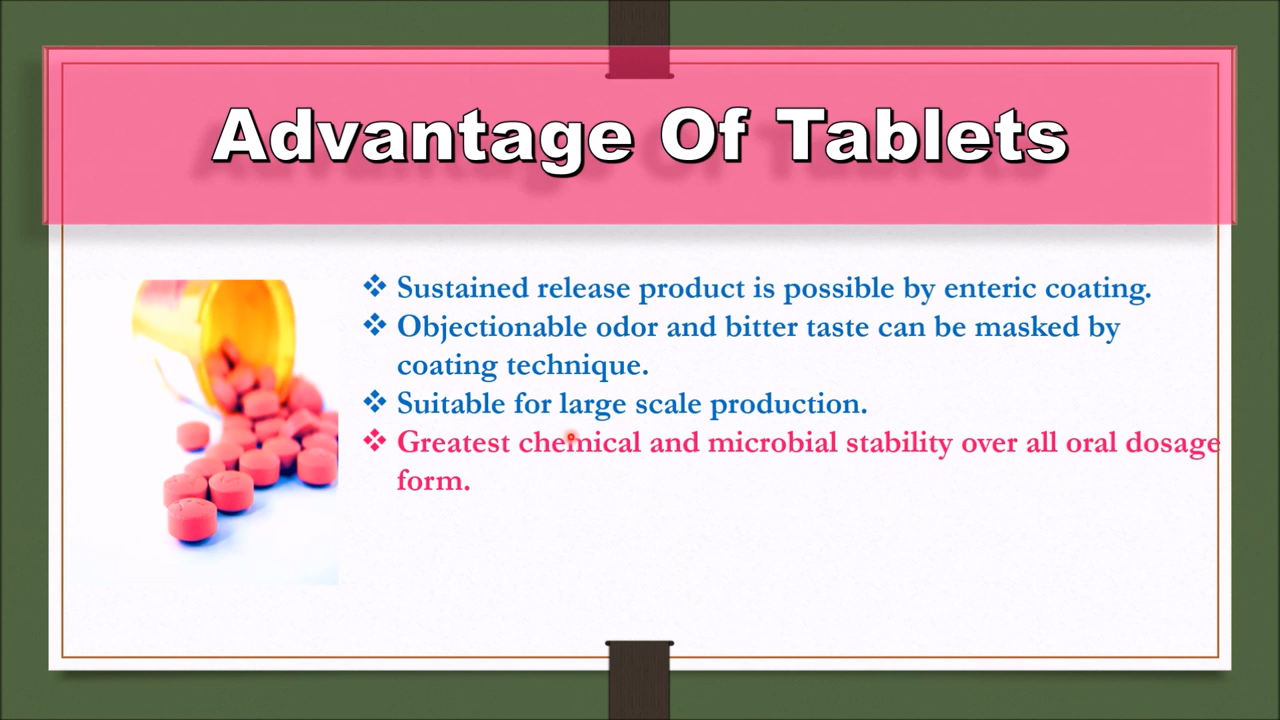 Advantage Of Tablets
❖ Sustained release product is possible by enteric coating.
❖ Objectionable odor and bitter taste can be masked by
coating technique.
❖ Suitable for large scale production.
❖ Greatest chemical and microbial stability over all oral dosage
form.